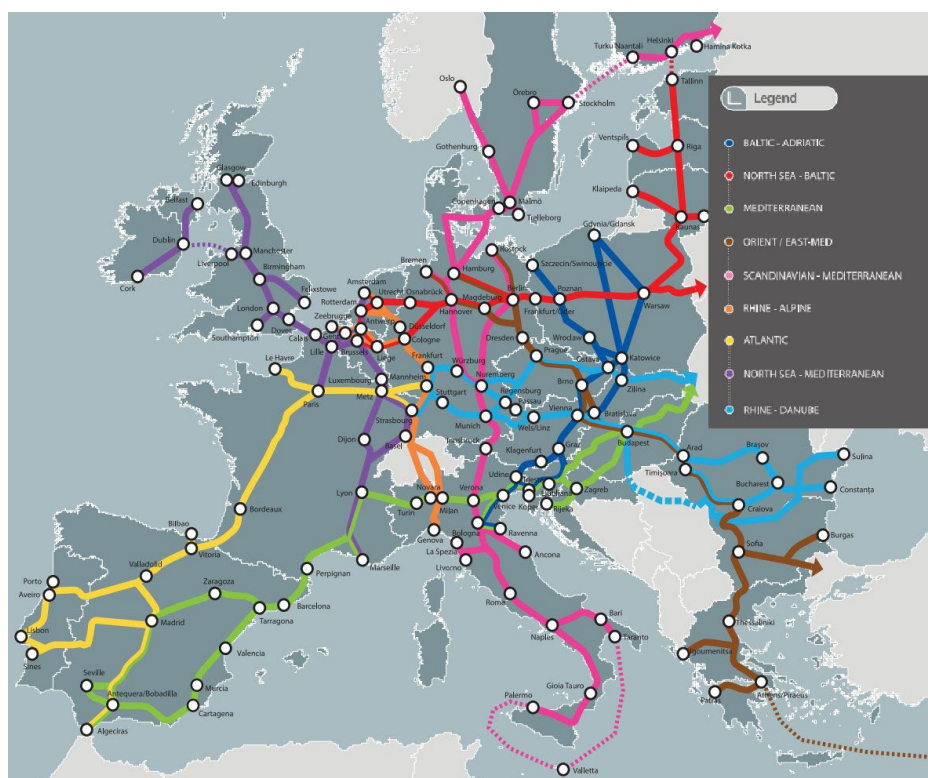 Turku Naantali
Helsinki
Hamina Kotka
Oslo
Örebro
Stockholm
Tallinn
Legend
BALTIC - ADRIATIC
NORTH SEA - BALTIC
MEDITERRANEAN
ORIENT / EAST-MED
SCANDINAVIAN - MEDITERRANEAN
RHINE - ALPINE
ATLANTIC
NORTH SEA - MEDITERRANEAN
RHINE - DANUBE
Ventspils
Riga
Gothenburg
Glasgow
Edinburgh
Klaipeda
Belfast
Copenhagen
Malmö
Trelleborg
Kaunas
Gdynia/Gdansk
Dublin
Liverpool
Manchester
Rostock
Cork
Birmingham
Bremen
Hamburg
Szczecin/Swinoujscie
Felixstowe
Amsterdam
Utrecht
Osnabrück
Magdeburg
Berlin
Poznan
Warsaw
Rotterdam
Hannover
Frankfurt/Oder
London
Zeebrugge
Antwerp
Düsseldorf
Southampton
Dover
Calais
Cologne
Dresden
Wroclaw
Lille
Brussels
Liège
Frankfurt
Prague
Katowice
Ostava
Le Havre
Luxembourg
Mannheim
Würzburg
Nuremberg
Žilina
Metz
Regensburg
Brno
Paris
Stuttgart
Passau
Strasbourg
Munich
Wels/Linz
Vienna
Bratislava
Dijon
Basel
Innsbruck
Graz
Budapest
Klagenfurt
Arad
Braşov
Sulina
Udine
Timişoara
Lyon
Novara
Milan
Verona
Venice
Koper
Ljubljana
Zagreb
Bucharest
Constanţa
Turin
Rijeka
Craiova
Bordeaux
Genova
Bologna
Ravenna
Bilbao
La Spezia
Sofia
Burgas
Vitoria
Marseille
Livorno
Ancona
Valladolid
Perpignan
Porto
Zaragoza
Roma
Aveiro
Barcelona
Bari
Madrid
Tarragona
Naples
Taranto
Thessaliniki
Lisbon
Igoumenitsa
Sines
Valencia
Seville
Murcia
Gioia Tauro
Antequera/Bobadilla
Palermo
Patras
Athens/Piraeus
Cartagena
Algeciras
Valletta